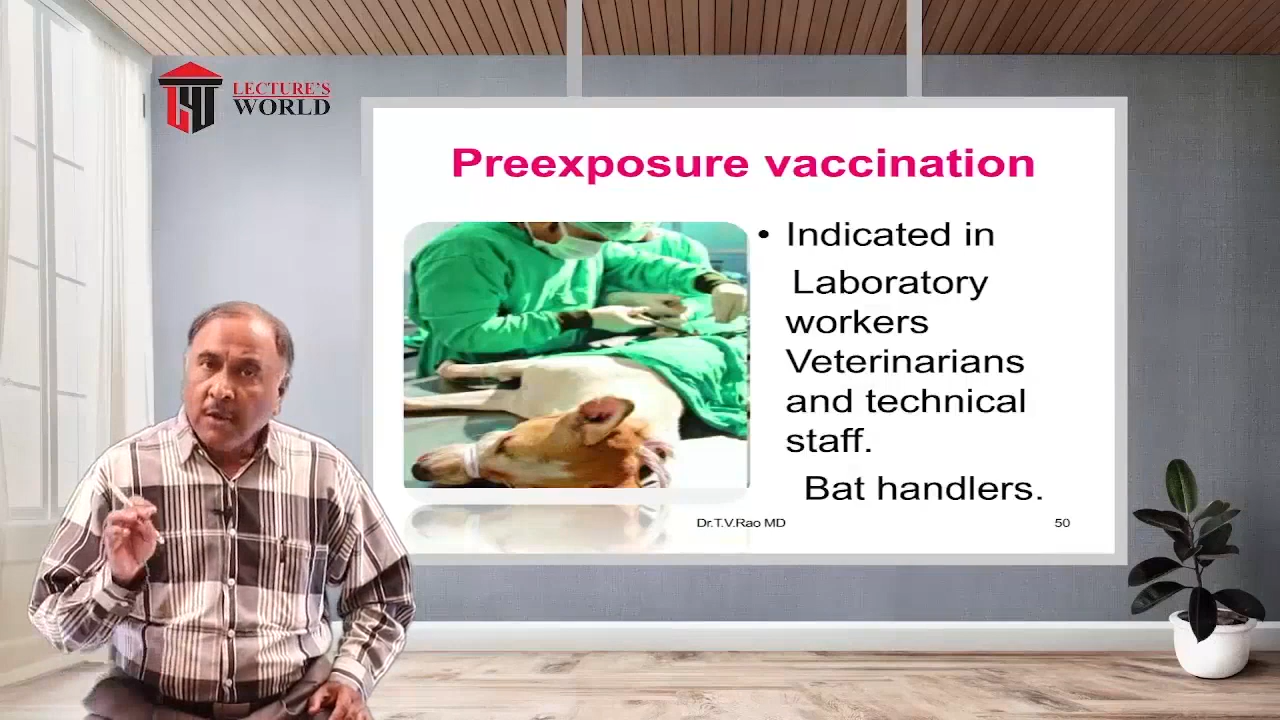 LECTURE'S
WORLD
Preexposure vaccination
• Indicated in
Laboratory
workers
Veterinarians
and technical
staff.
Bat handlers.
Dr.T.V.Rao MD
50